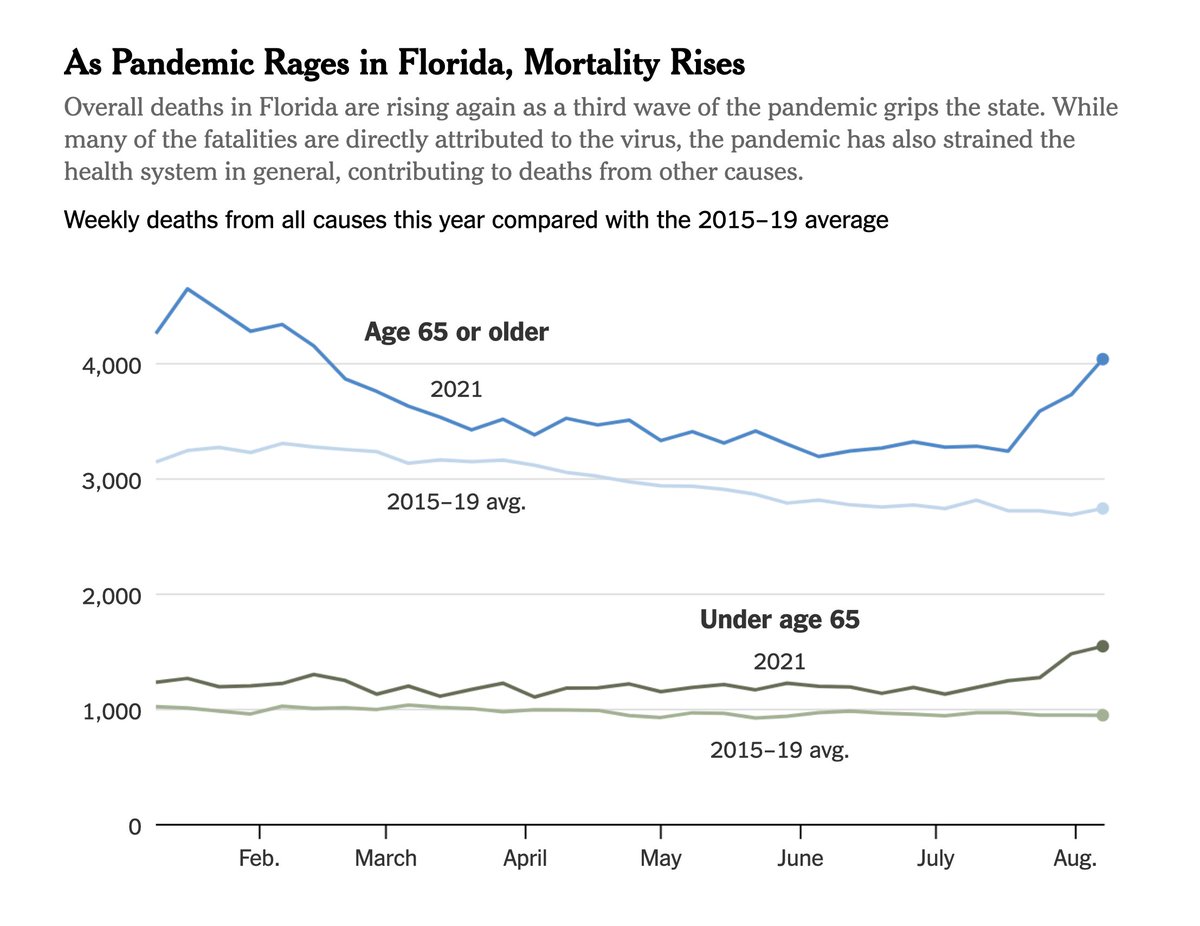 As Pandemic Rages in Florida, Mortality Rises
Overall deaths in Florida are rising again as a third wave of the pandemic grips the state. While
many of the fatalities are directly attributed to the virus, the pandemic has also strained the
health system in general, contributing to deaths from other causes.
Weekly deaths from all causes this year compared with the 2015–19 average
Age 65 or older
4,000
2021
3,000
2015–19 avg.
2,000
Under age 65
2021
1,000
2015–19 avg.
0
Feb. March April May June July Aug.